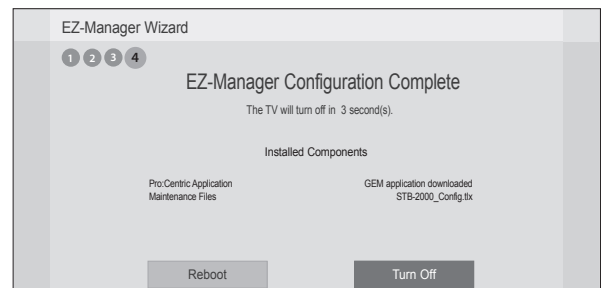 EZ-Manager Wizard
1 2 3 4
EZ-Manager Configuration Complete
The TV will turn off in 3 second(s).
Installed Components
Pro:Centric Application GEM application downloaded
Maintenance Files STB-2000_Config.tlx
Reboot Turn Off